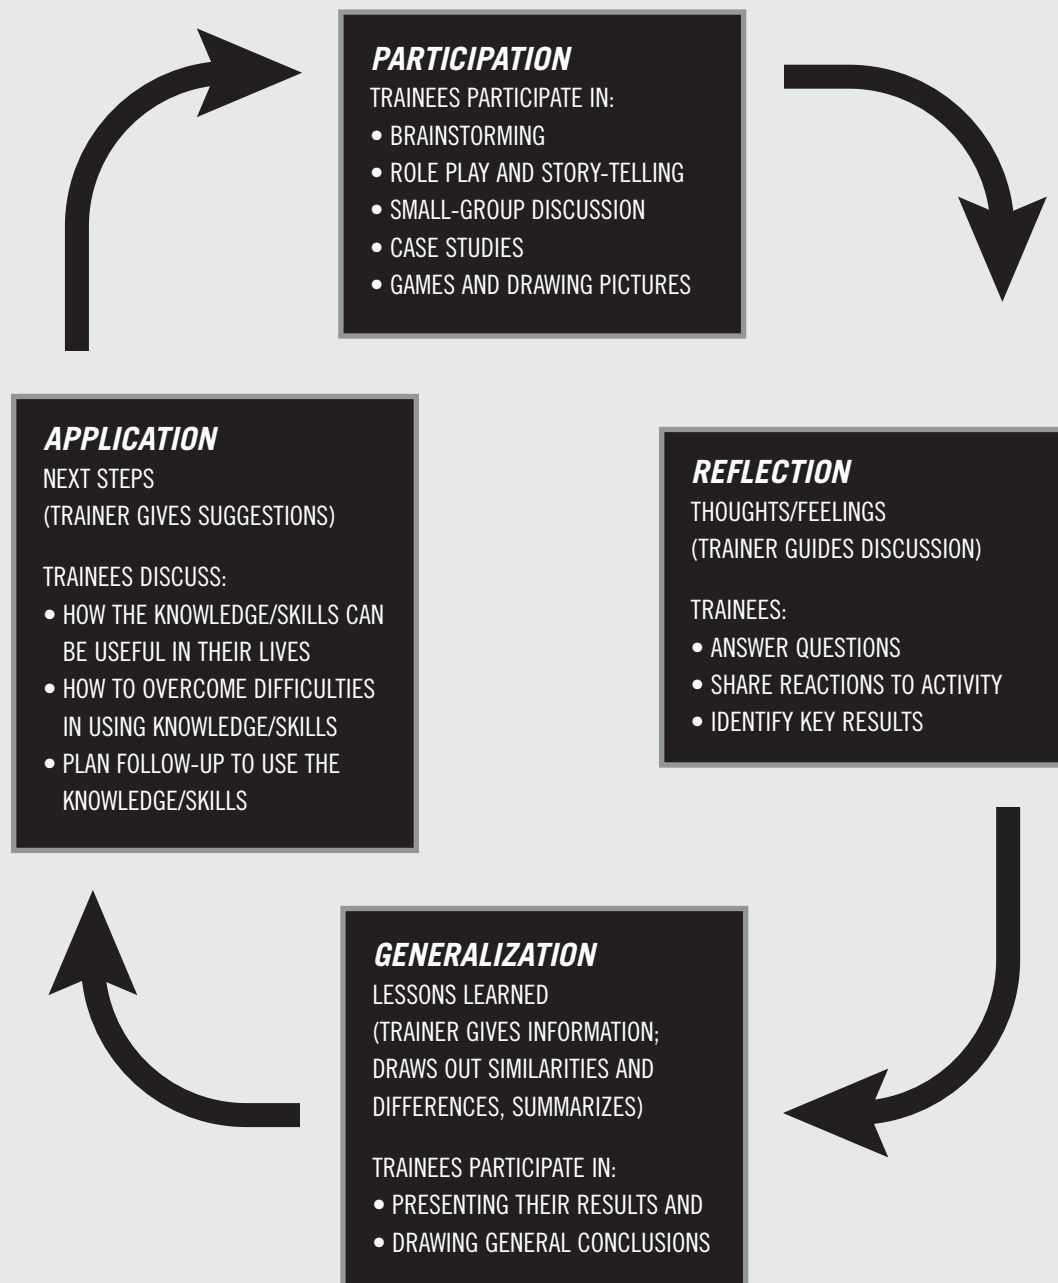 PARTICIPATION
TRAINEES PARTICIPATE IN:
• BRAINSTORMING
• ROLE PLAY AND STORY-TELLING
• SMALL-GROUP DISCUSSION
• CASE STUDIES
• GAMES AND DRAWING PICTURES
REFLECTION
THOUGHTS/FEELINGS
(TRAINER GUIDES DISCUSSION)
TRAINEES:
• ANSWER QUESTIONS
• SHARE REACTIONS TO ACTIVITY
• IDENTIFY KEY RESULTS
GENERALIZATION
LESSONS LEARNED
(TRAINER GIVES INFORMATION;
DRAWS OUT SIMILARITIES AND
DIFFERENCES, SUMMARIZES)
TRAINEES PARTICIPATE IN:
• PRESENTING THEIR RESULTS AND
• DRAWING GENERAL CONCLUSIONS
APPLICATION
NEXT STEPS
(TRAINER GIVES SUGGESTIONS)
TRAINEES DISCUSS:
• HOW THE KNOWLEDGE/SKILLS CAN
BE USEFUL IN THEIR LIVES
• HOW TO OVERCOME DIFFICULTIES
IN USING KNOWLEDGE/SKILLS
• PLAN FOLLOW-UP TO USE THE
KNOWLEDGE/SKILLS